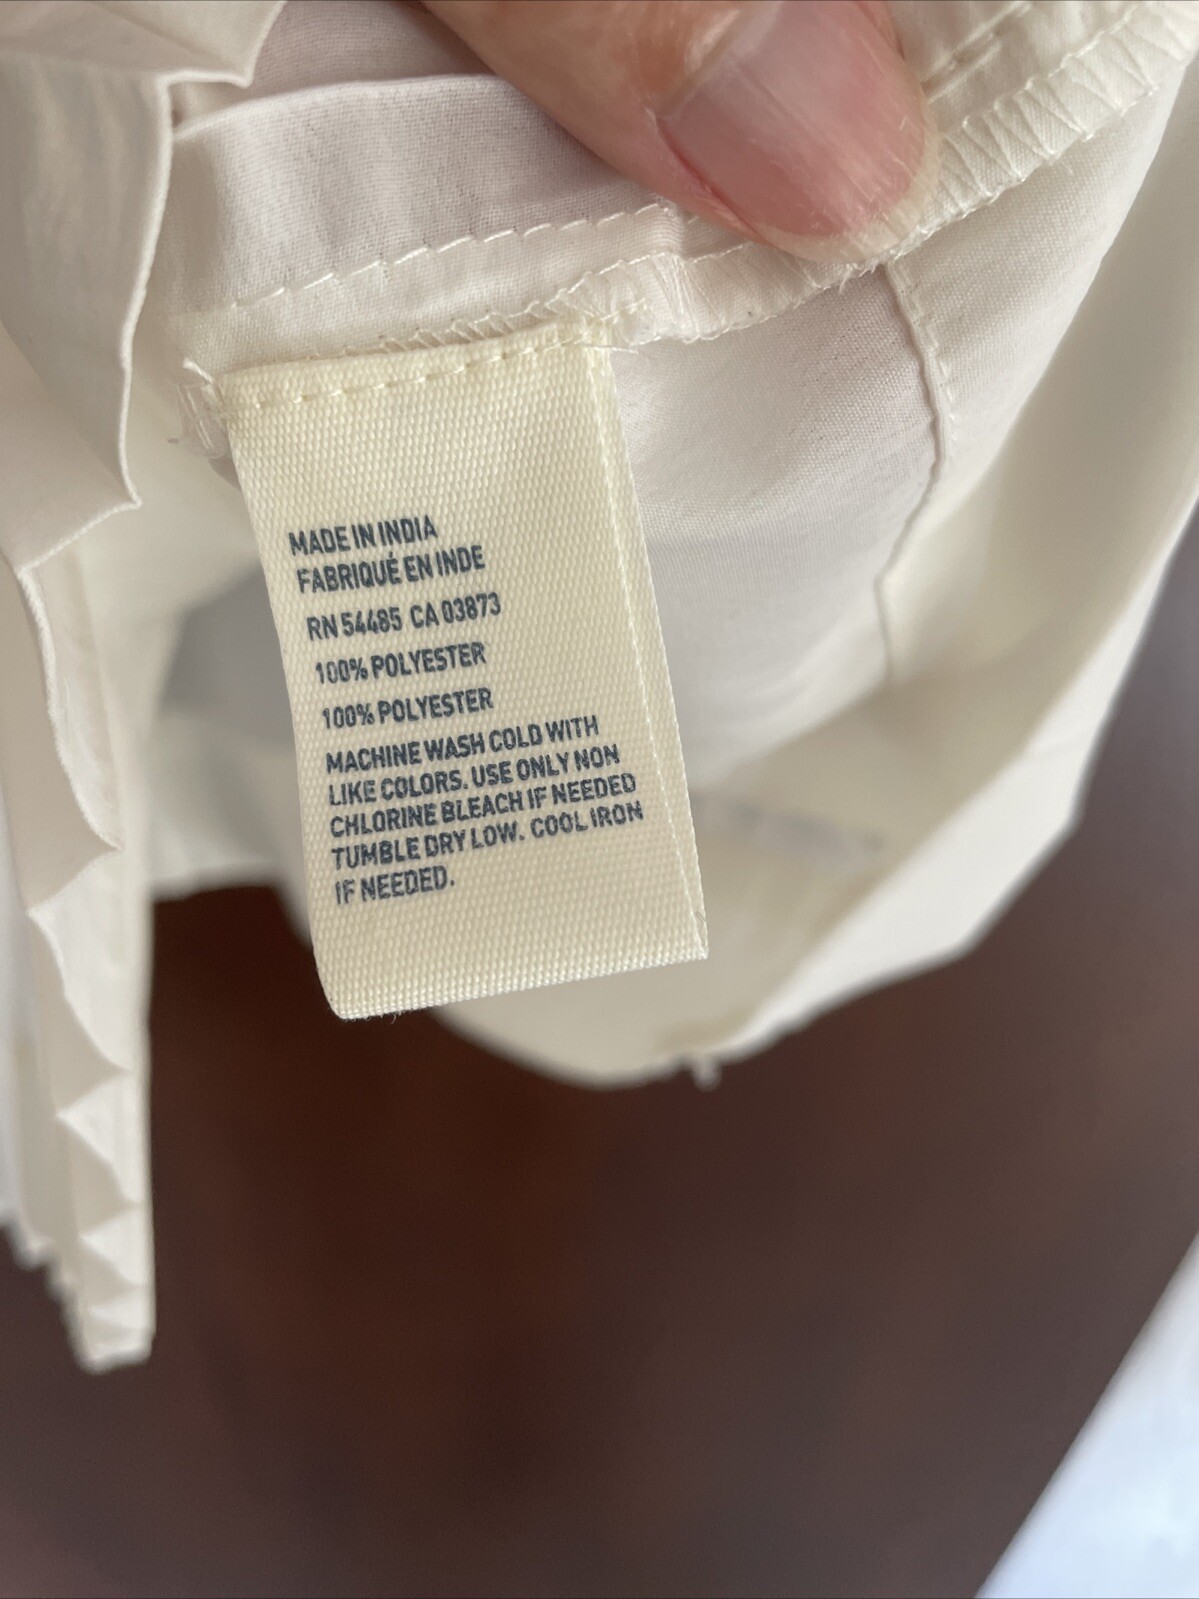 MADE IN INDIA
FABRIQUÉ EN INDE
RN 54485 CA 03873
100% POLYESTER
100% POLYESTER
MACHINE WASH COLD WITH
LIKE COLORS. USE ONLY NON
CHLORINE BLEACH IF NEEDED
TUMBLE DRY LOW. COOL IRON
IF NEEDED.